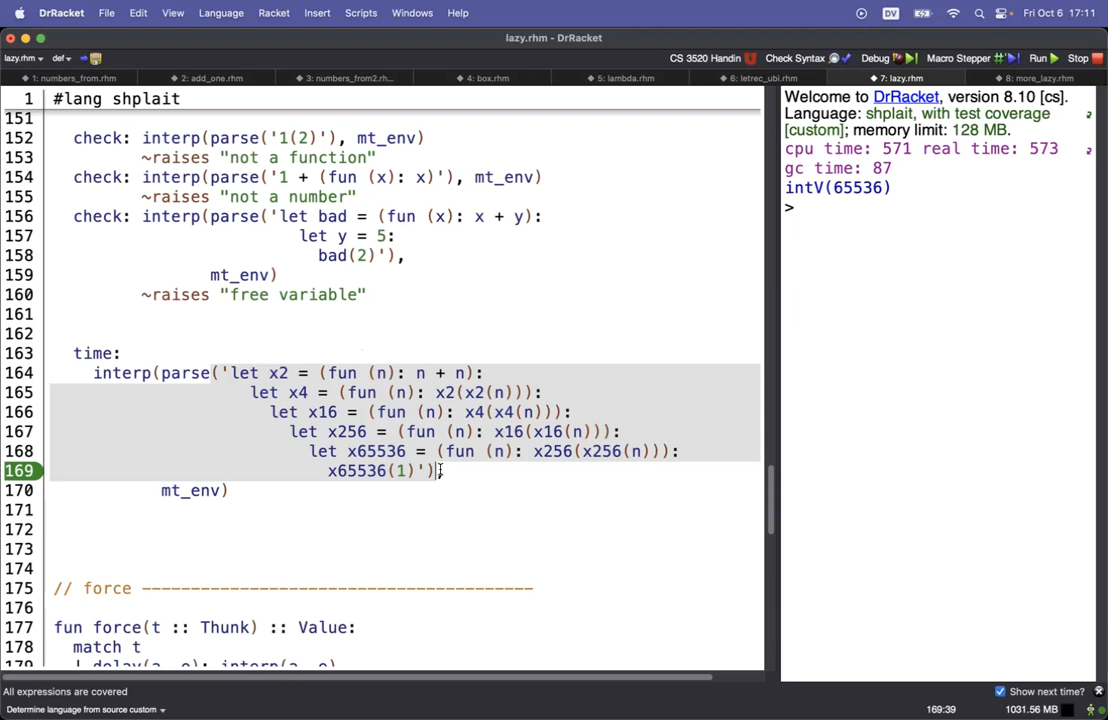 DrRacket File Edit View Language Racket Insert Scripts Windows Help DV Fri Oct 6 17:11
lazy.rhm - DrRacket
lazy.rhm def CS 3520 Handin Check Syntax Debug Macro Stepper Run Stop
1: numbers_from.rhm 2: add_one.rhm 3: numbers_from2.rh... 4: box.rhm 5: lambda.rhm 6: letrec_ubi.rhm 7: lazy.rhm 8: more_lazy.rhm
1 #lang shplait
151
152 check: interp(parse('1(2)'), mt_env)
153 ~raises "not a function"
154 check: interp(parse('1 + (fun (x): x)'), mt_env)
155 ~raises "not a number"
156 check: interp(parse('let bad = (fun (x): x + y):
157 let y = 5:
158 bad(2)'),
159 mt_env)
160 ~raises "free variable"
161
162
163 time:
164 interp(parse('let x2 = (fun (n): n + n):
165 let x4 = (fun (n): x2(x2(n))):
166 let x16 = (fun (n): x4(x4(n))):
167 let x256 = (fun (n): x16(x16(n))):
168 let x65536 = (fun (n): x256(x256(n))):
169 x65536(1)'),
170 mt_env)
171
172
173
174
175 // force --------------------------------------
176
177 fun force(t :: Thunk) :: Value:
178 match t
179 | delay(a, e): interp(a, e)
Welcome to DrRacket, version 8.10 [cs].
Language: shplait, with test coverage
[custom]; memory limit: 128 MB.
cpu time: 571 real time: 573
gc time: 87
intV(65536)
>
All expressions are covered Show next time?
Determine language from source custom 169:39 1031.56 MB